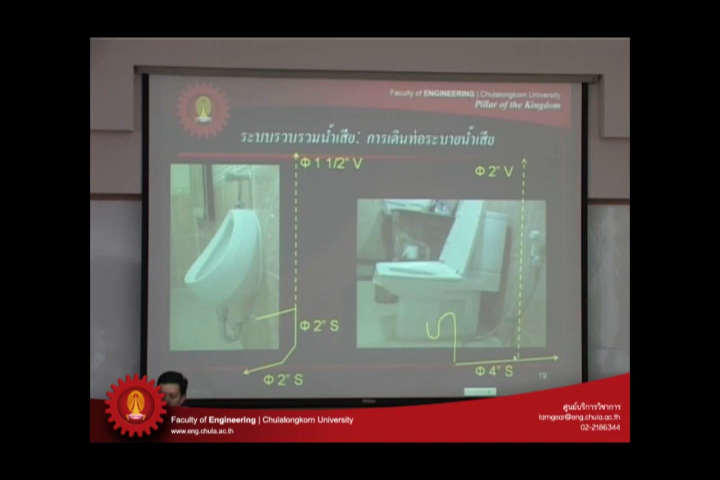 Faculty of ENGINEERING | Chulalongkorn University
Pillar of the Kingdom
ระบบรวบรวมน้ำเสีย: การเดินท่อระบายน้ำเสีย
Φ 1 1/2" V
Φ 2" V
Φ 2" S
Φ 2" S
Φ 4" S
19
Faculty of Engineering | Chulalongkorn University
www.eng.chula.ac.th
ศูนย์บริการวิชาการ
iamgear@eng.chula.ac.th
02-2186344